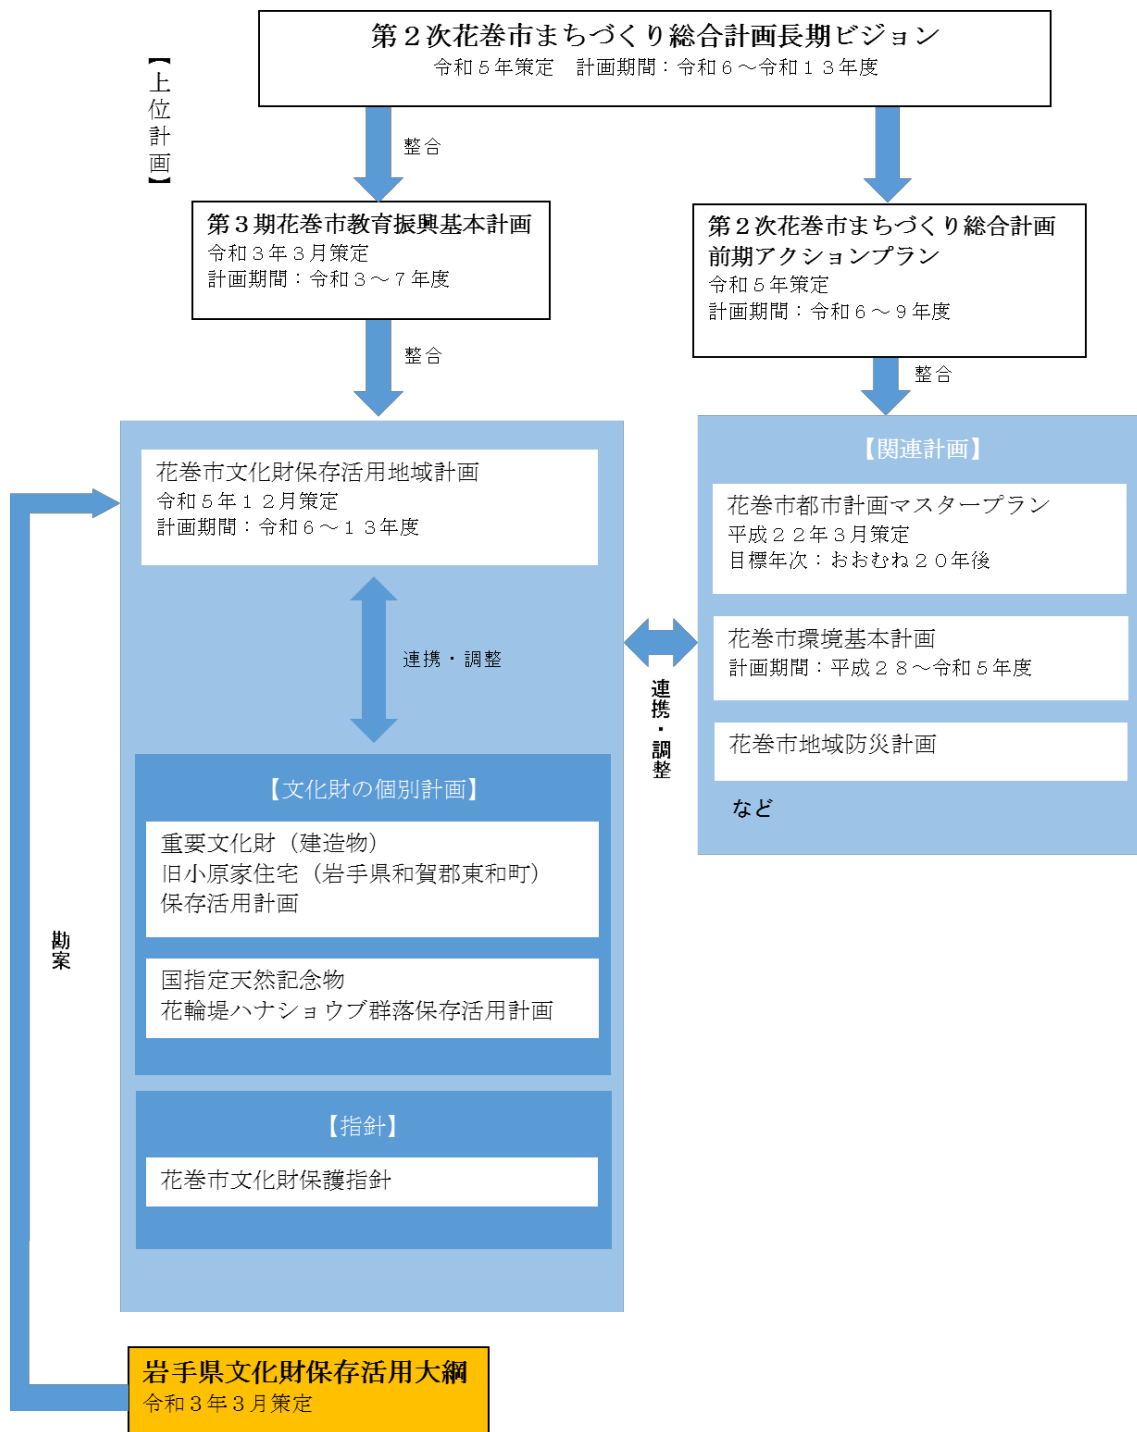 第２次花巻市まちづくり総合計画長期ビジョン
令和５年策定　計画期間：令和６～令和１３年度
【上位計画】
整合
第３期花巻市教育振興基本計画
令和３年３月策定
計画期間：令和３～７年度
第２次花巻市まちづくり総合計画
前期アクションプラン
令和５年策定
計画期間：令和６～９年度
整合
整合
花巻市文化財保存活用地域計画
令和５年１２月策定
計画期間：令和６～１３年度
連携・調整
【文化財の個別計画】
重要文化財（建造物）
旧小原家住宅（岩手県和賀郡東和町）
保存活用計画
国指定天然記念物
花輪堤ハナショウブ群落保存活用計画
【指針】
花巻市文化財保護指針
連携・調整
【関連計画】
花巻市都市計画マスタープラン
平成２２年３月策定
目標年次：おおむね２０年後
花巻市環境基本計画
計画期間：平成２８～令和５年度
花巻市地域防災計画
など
勘案
岩手県文化財保存活用大綱
令和３年３月策定